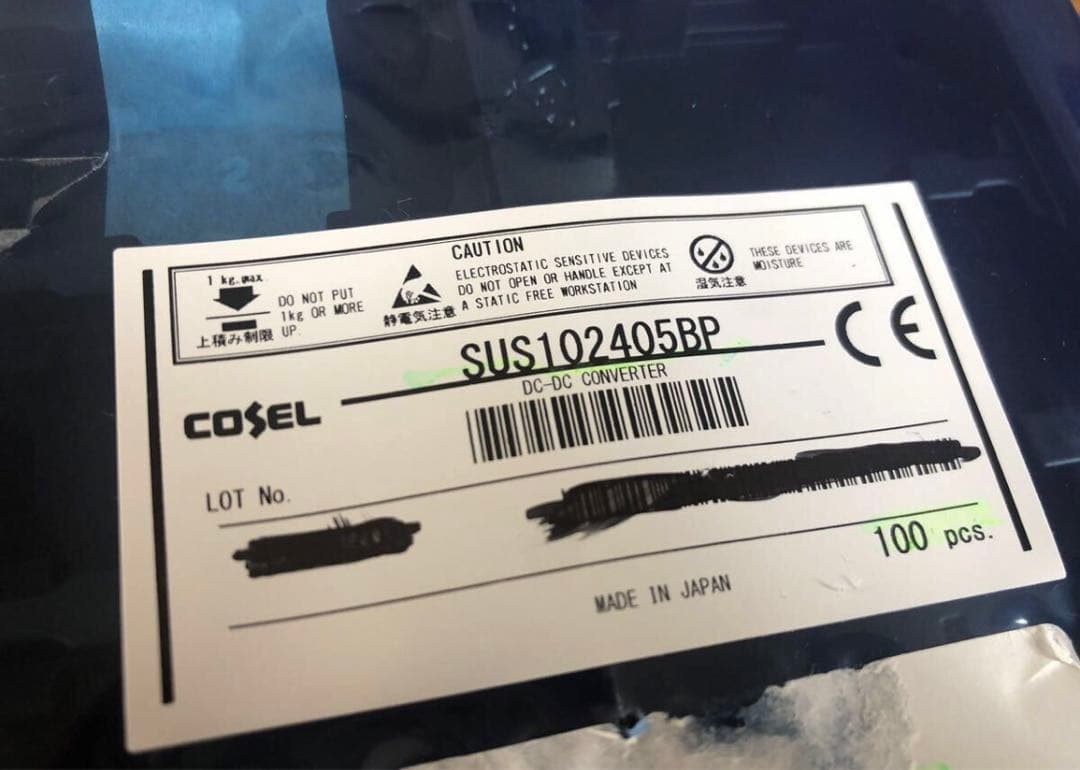 CAUTION
1 kg.max
DO NOT PUT
1kg OR MORE
UP.
上積み制限
静電気注意
ELECTROSTATIC SENSITIVE DEVICES
DO NOT OPEN OR HANDLE EXCEPT AT
A STATIC FREE WORKSTATION
湿気注意
THESE DEVICES ARE
MOISTURE
SUS102405BP
CE
DC-DC CONVERTER
COSEL
LOT No.
100 pcs.
MADE IN JAPAN